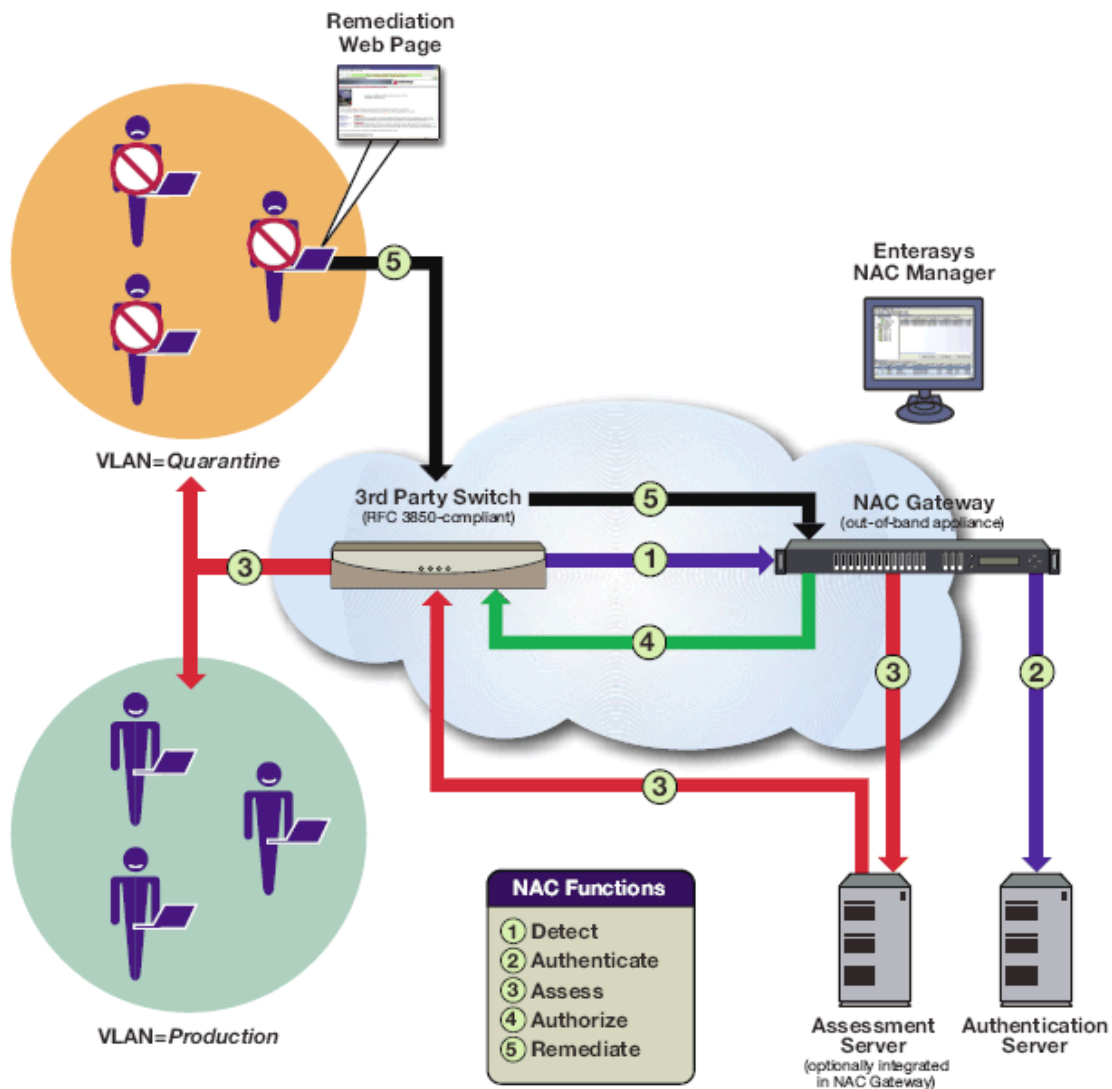 Remediation
Web Page
5
Enterasys
NAC Manager
VLAN=Quarantine
3rd Party Switch
(RFC 3850-compliant)
5
NAC Gateway
(out-of-band appliance)
3
1
4
3
2
3
VLAN=Production
NAC Functions
1 Detect
2 Authenticate
3 Assess
4 Authorize
5 Remediate
Assessment
Server
(optionally integrated
in NAC Gateway)
Authentication
Server